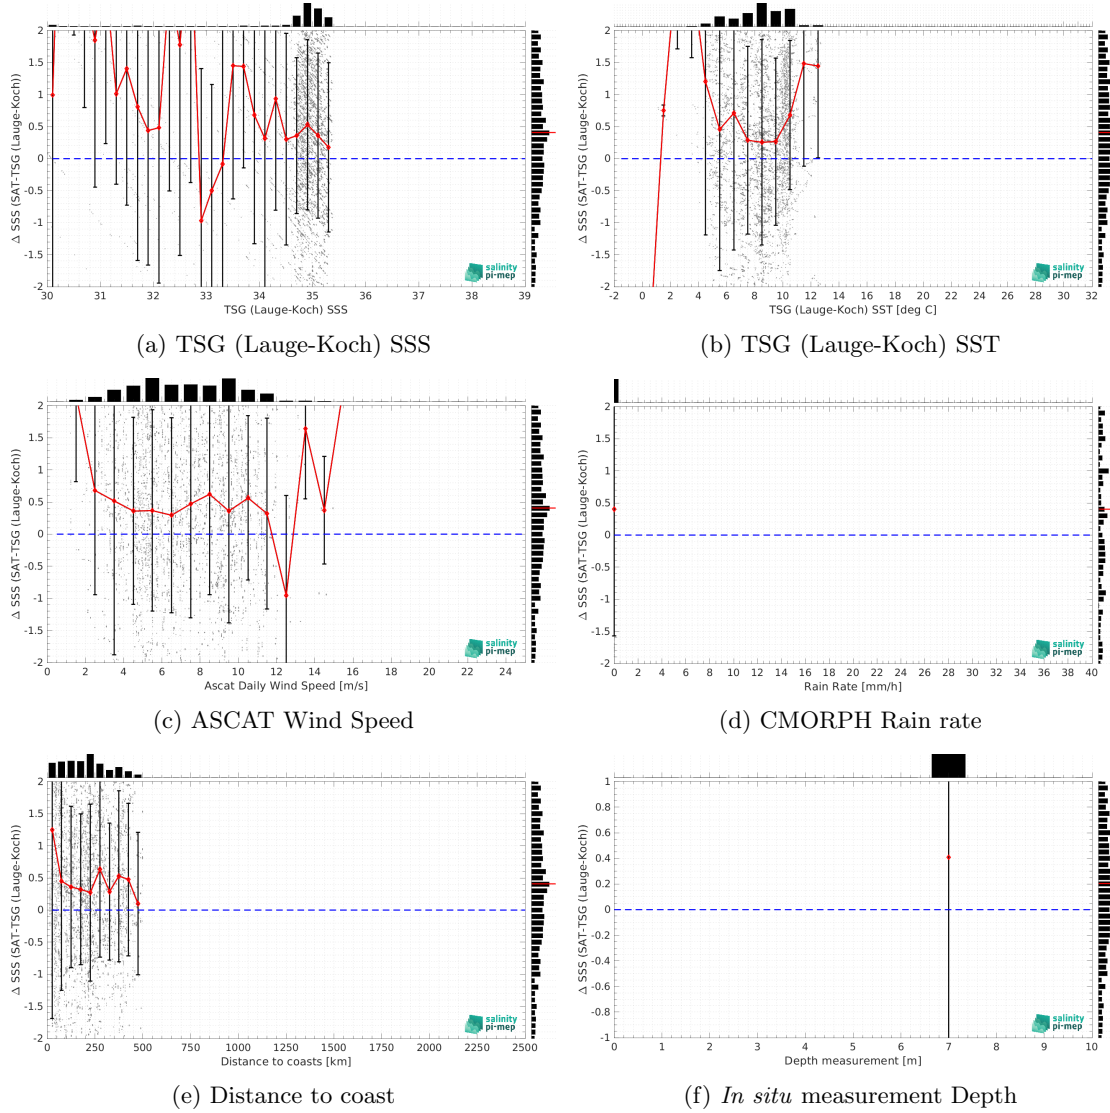 Δ SSS (SAT-TSG (Lauge-Koch))
2
1.5
1
0.5
0
-0.5
-1
-1.5
-2
30 31 32 33 34 35 36 37 38 39
TSG (Lauge-Koch) SSS
salinity
pi-mep
(a) TSG (Lauge-Koch) SSS
Δ SSS (SAT-TSG (Lauge-Koch))
2
1.5
1
0.5
0
-0.5
-1
-1.5
-2
-2 0 2 4 6 8 10 12 14 16 18 20 22 24 26 28 30 32
TSG (Lauge-Koch) SST [deg C]
salinity
pi-mep
(b) TSG (Lauge-Koch) SST
Δ SSS (SAT-TSG (Lauge-Koch))
2
1.5
1
0.5
0
-0.5
-1
-1.5
-2
0 2 4 6 8 10 12 14 16 18 20 22 24
Ascat Daily Wind Speed [m/s]
salinity
pi-mep
(c) ASCAT Wind Speed
Δ SSS (SAT-TSG (Lauge-Koch))
2
1.5
1
0.5
0
-0.5
-1
-1.5
-2
0 2 4 6 8 10 12 14 16 18 20 22 24 26 28 30 32 34 36 38 40
Rain Rate [mm/h]
salinity
pi-mep
(d) CMORPH Rain rate
Δ SSS (SAT-TSG (Lauge-Koch))
2
1.5
1
0.5
0
-0.5
-1
-1.5
-2
0 250 500 750 1000 1250 1500 1750 2000 2250 2500
Distance to coasts [km]
salinity
pi-mep
(e) Distance to coast
Δ SSS (SAT-TSG (Lauge-Koch))
1
0.8
0.6
0.4
0.2
0
-0.2
-0.4
-0.6
-0.8
-1
0 1 2 3 4 5 6 7 8 9 10
Depth measurement [m]
salinity
pi-mep
(f) In situ measurement Depth